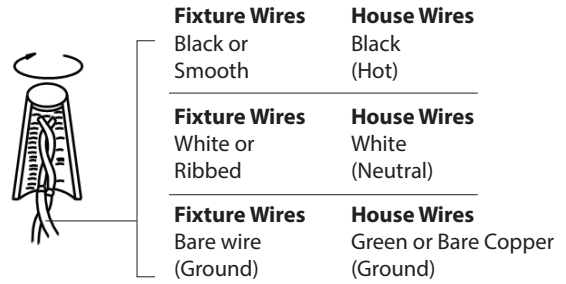 Fixture Wires House Wires
Black or Black
Smooth (Hot)
Fixture Wires House Wires
White or White
Ribbed (Neutral)
Fixture Wires House Wires
Bare wire Green or Bare Copper
(Ground) (Ground)